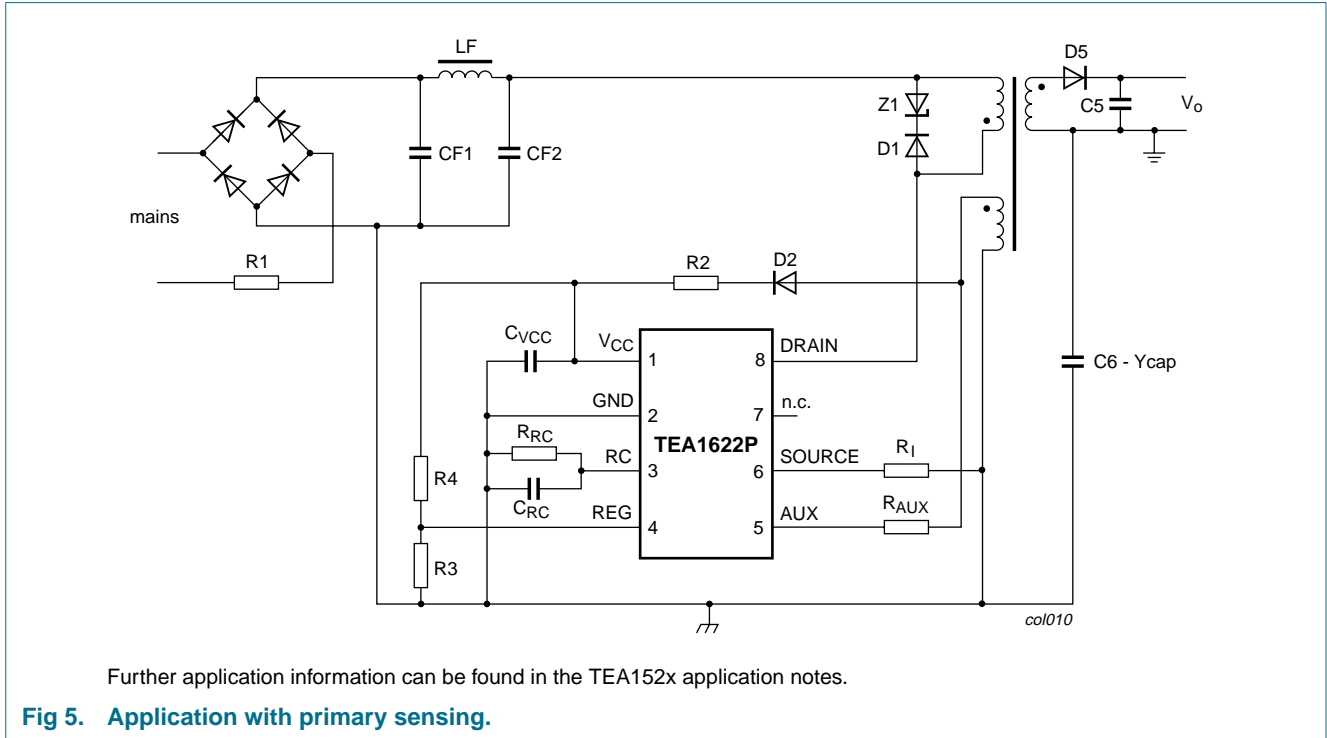 LF
D5
Z1
C5
Vo
CF1
CF2
D1
mains
R1
R2
D2
CVCC
VCC
1
8
DRAIN
C6 - Ycap
GND
2
7
n.c.
RRC
TEA1622P
RC
3
6
SOURCE
RI
R4
CRC
RAUX
REG
4
5
AUX
R3
col010
Further application information can be found in the TEA152x application notes.
Fig 5. Application with primary sensing.